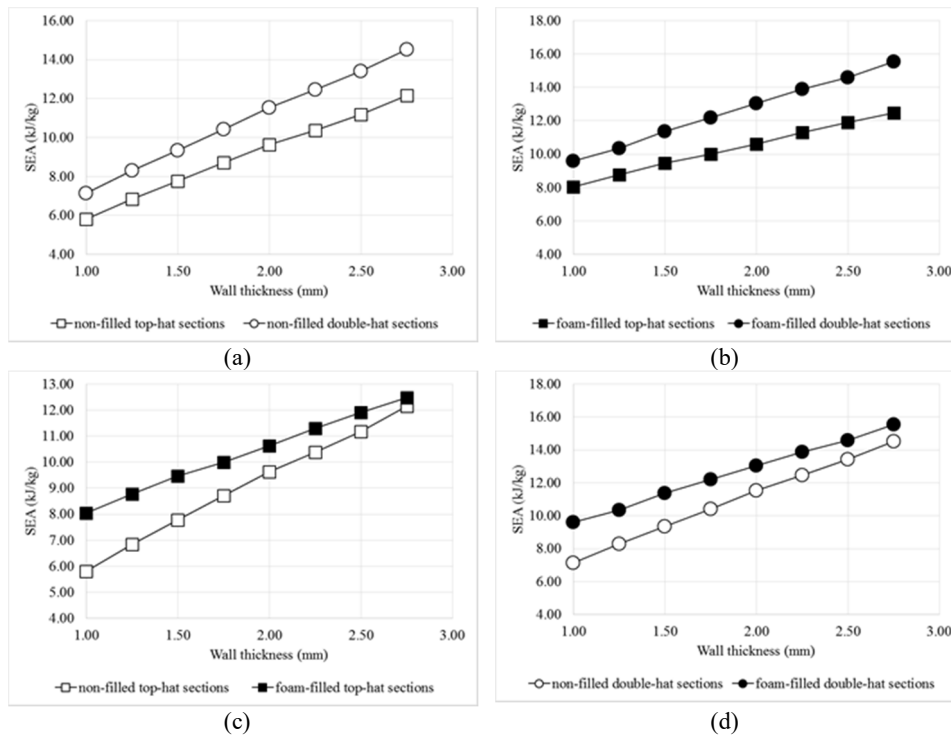 16.00
14.00
12.00
10.00
8.00
6.00
4.00
SEA (kJ/kg)
1.00 1.50 2.00 2.50 3.00
Wall thickness (mm)
non-filled top-hat sections non-filled double-hat sections
(a)
18.00
16.00
14.00
12.00
10.00
8.00
6.00
4.00
SEA (kJ/kg)
1.00 1.50 2.00 2.50 3.00
Wall thickness (mm)
foam-filled top-hat sections foam-filled double-hat sections
(b)
13.00
12.00
11.00
10.00
9.00
8.00
7.00
6.00
5.00
4.00
SEA (kJ/kg)
1.00 1.50 2.00 2.50 3.00
Wall thickness (mm)
non-filled top-hat sections foam-filled top-hat sections
(c)
18.00
16.00
14.00
12.00
10.00
8.00
6.00
4.00
SEA (kJ/kg)
1.00 1.50 2.00 2.50 3.00
Wall thickness (mm)
non-filled double-hat sections foam-filled double-hat sections
(d)